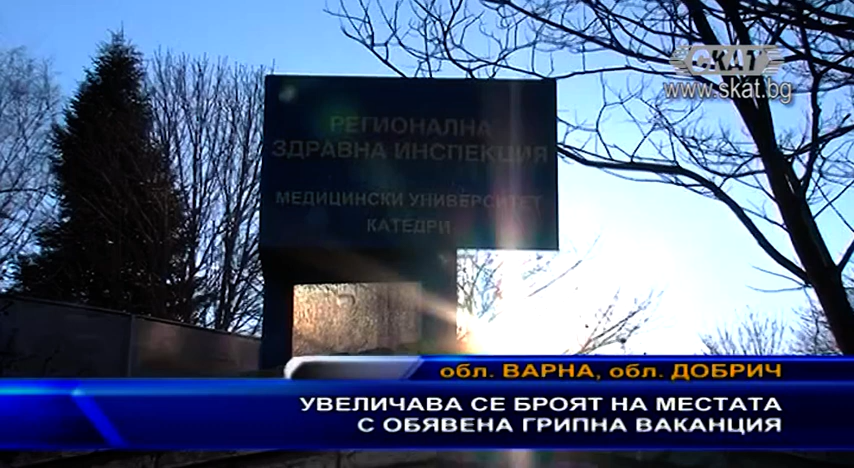 СКАТ
www.skat.bg
РЕГИОНАЛНА
ЗДРАВНА ИНСПЕКЦИЯ
МЕДИЦИНСКИ УНИВЕРСИТЕТ
КАТЕДРИ
обл. ВАРНА, обл. ДОБРИЧ
УВЕЛИЧАВА СЕ БРОЯТ НА МЕСТАТА
С ОБЯВЕНА ГРИПНА ВАКАНЦИЯ